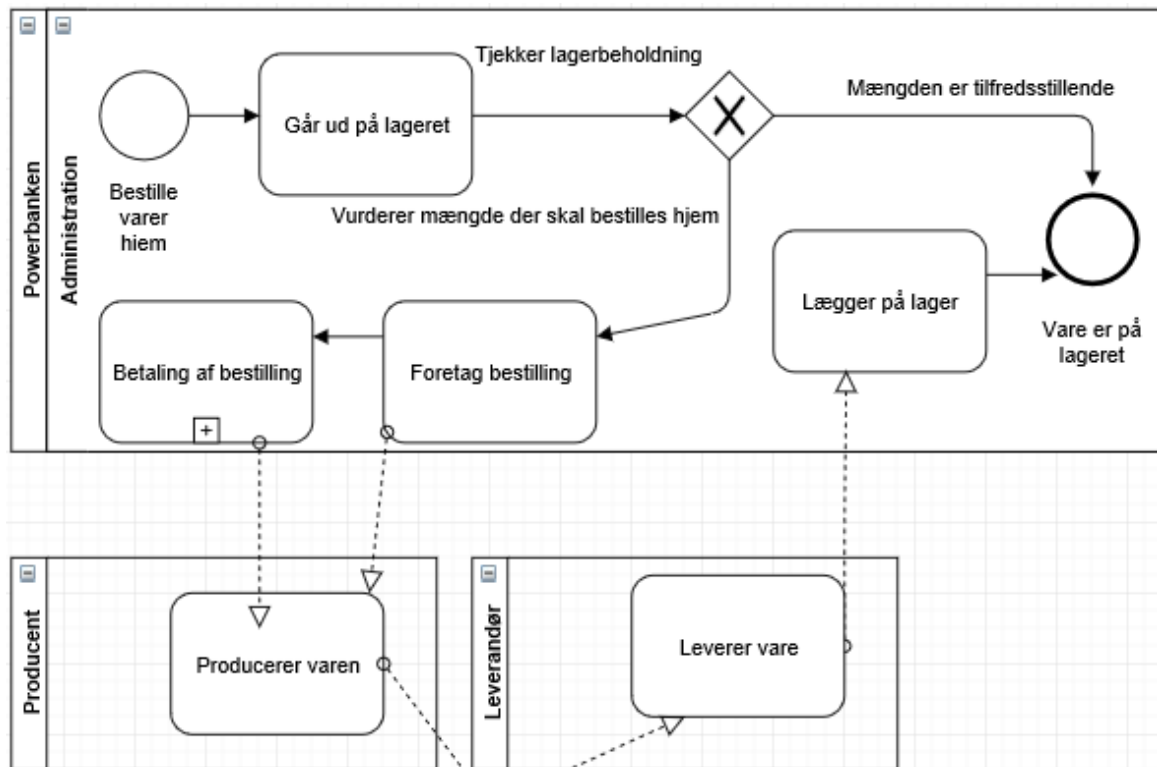 Powerbanken
Administration
Bestille
varer
hiem
Går ud på lageret
Tjekker lagerbeholdning
Mængden er tilfredsstillende
Vurderer mængde der skal bestilles hjem
Lægger på lager
Vare er på
lageret
Betaling af bestilling
Foretag bestilling
Producent
Producerer varen
Leverandør
Leverer vare